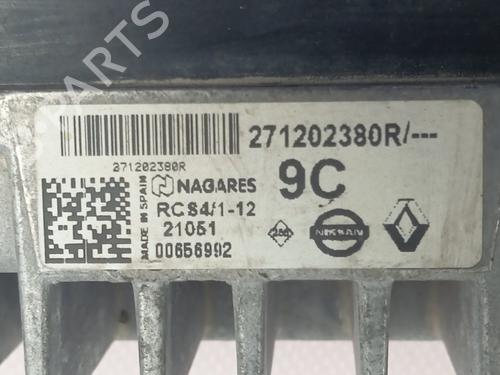 271202380R/---
271202380R
MADE IN SPAIN
NAGARES
9C
RCS4/1-12
21051
00656992
NISSAN
PARTS